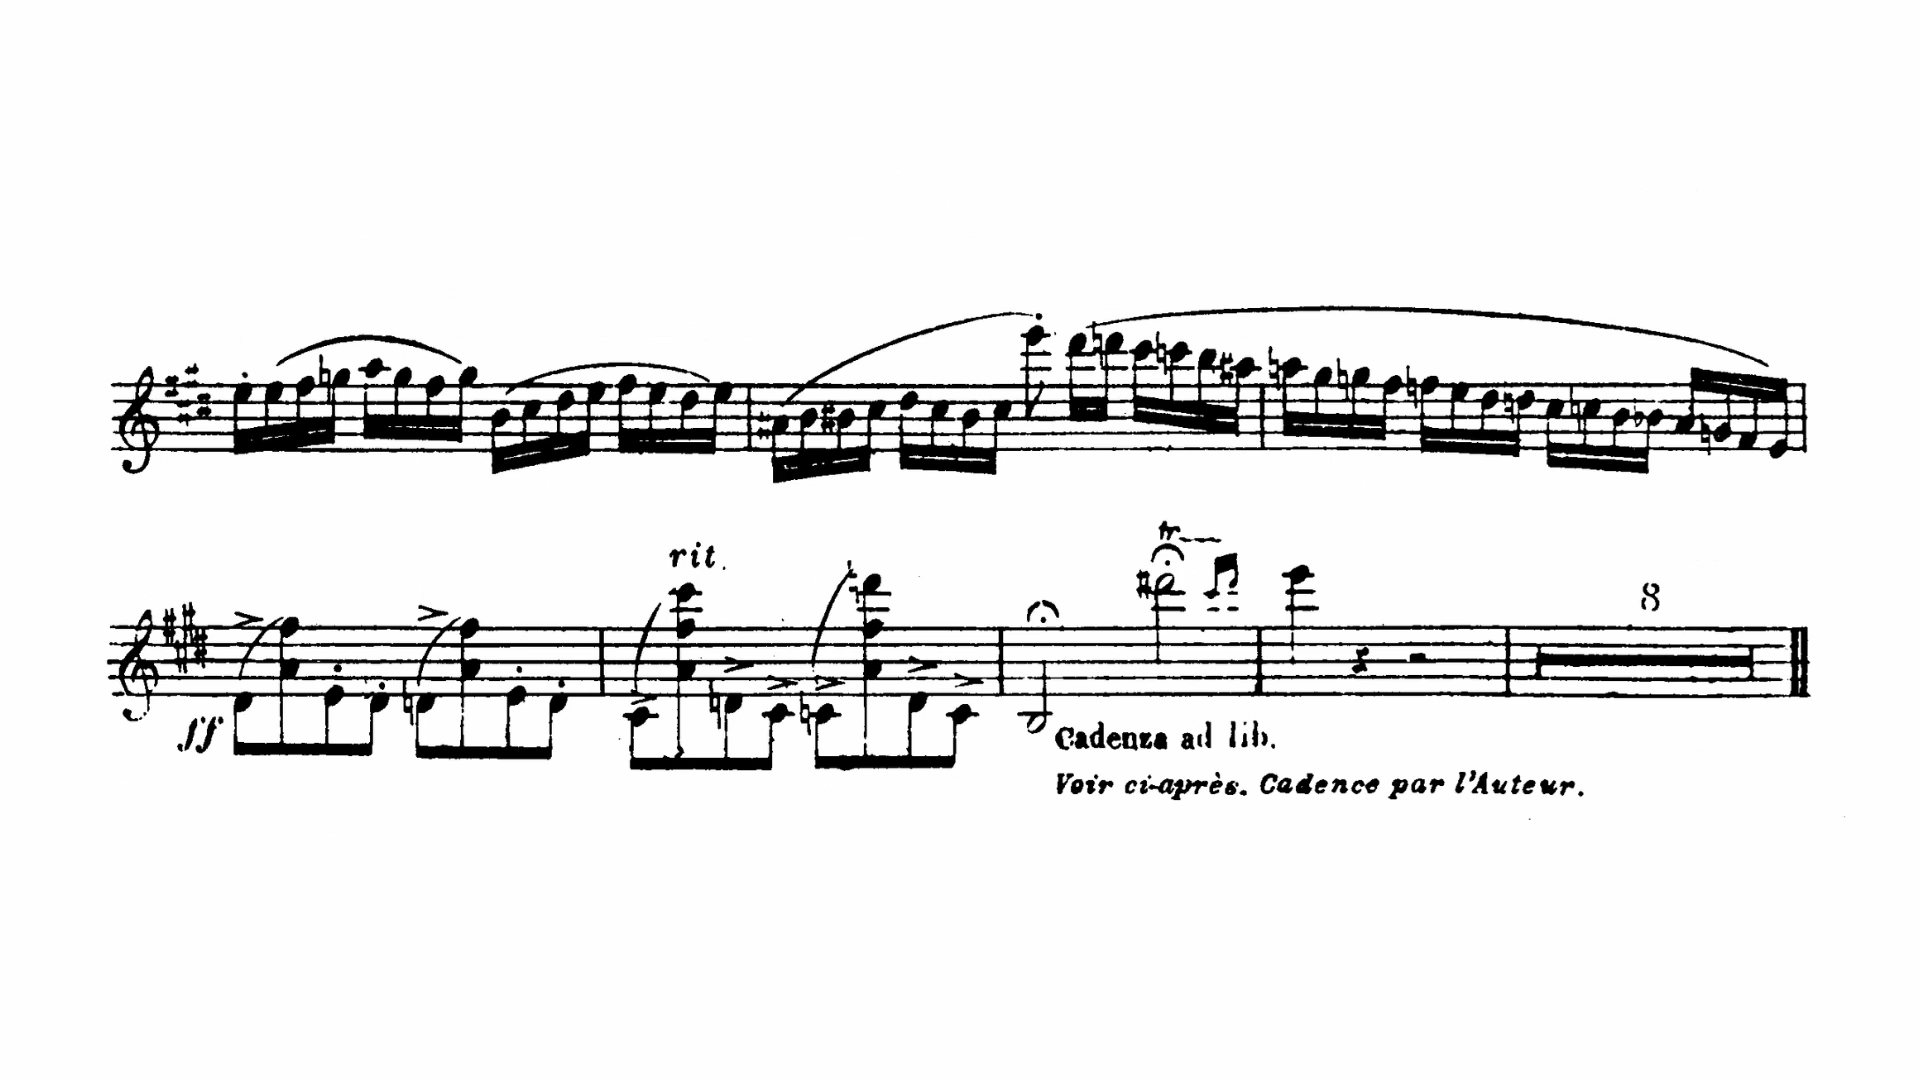 rit.
tr
8
ff
Cadenza ad lib.
Voir ci-après. Cadence par l'Auteur.